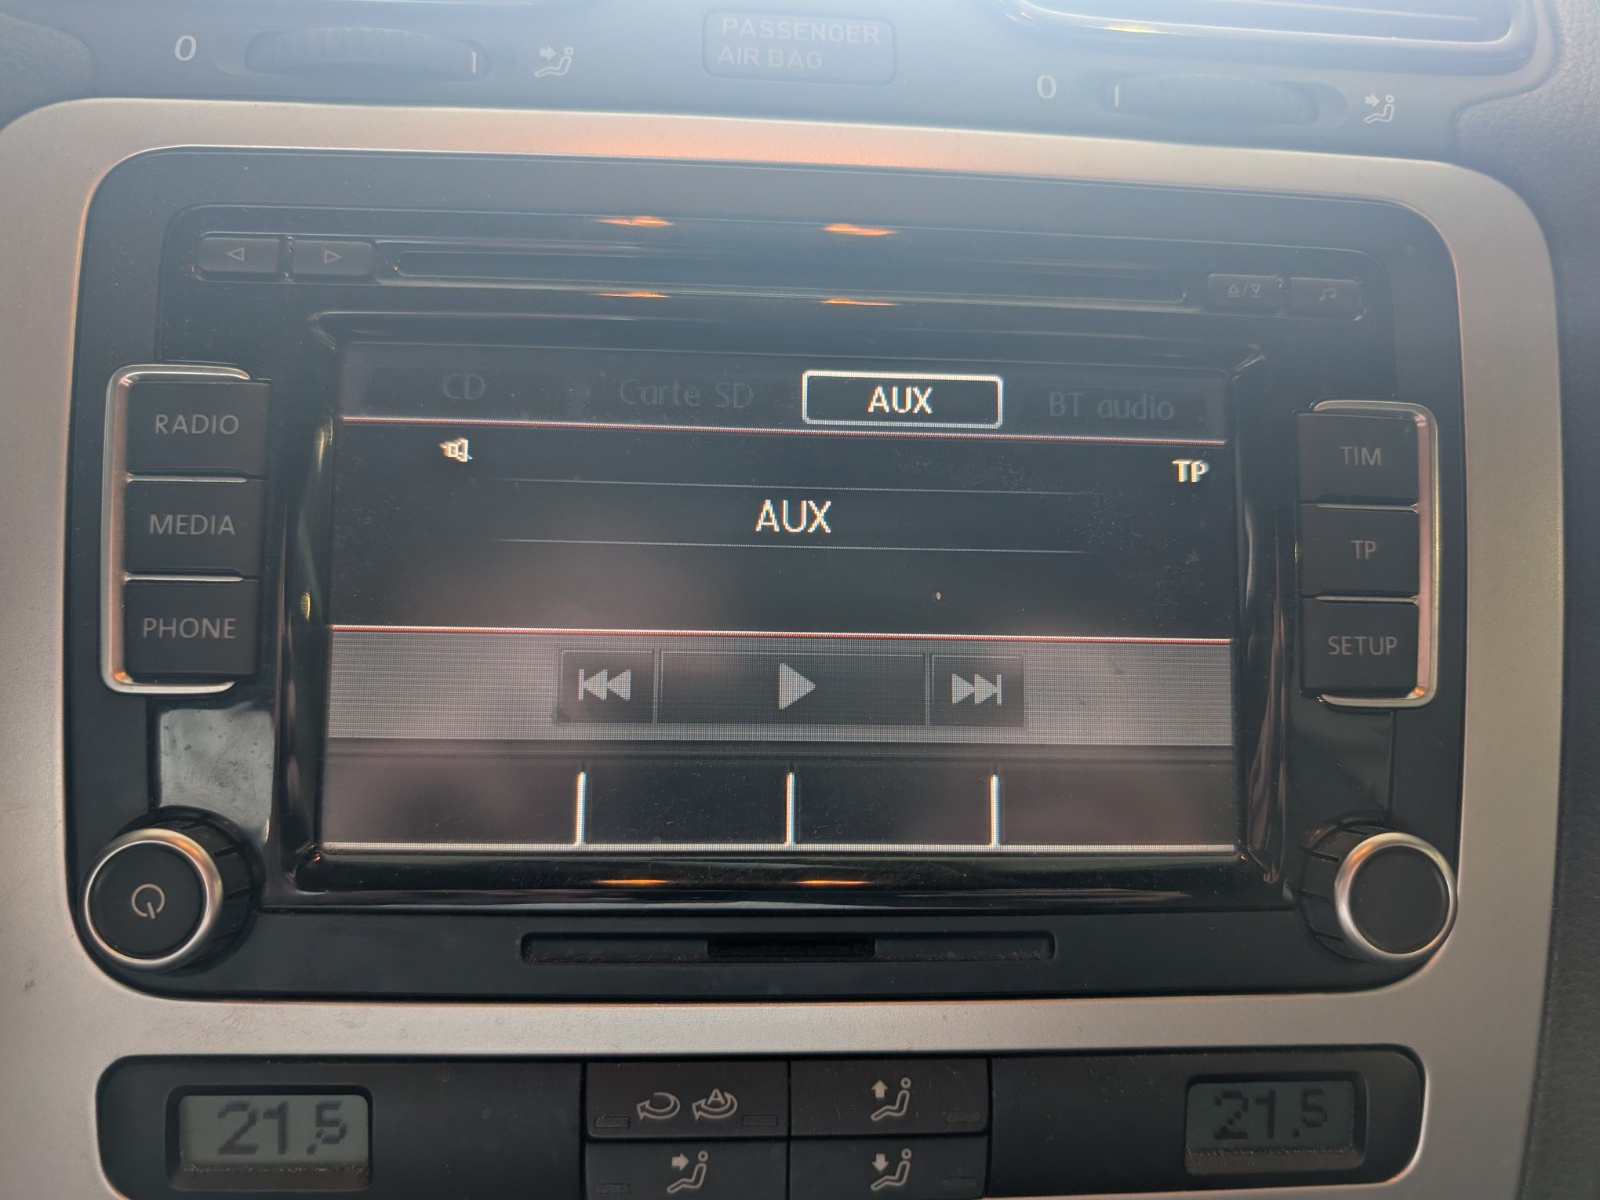 0
PASSENGER
AIR BAG
0
CD
Carte SD
AUX
BT audio
TP
AUX
RADIO
MEDIA
PHONE
TIM
TP
SETUP
21.5
A
21.5